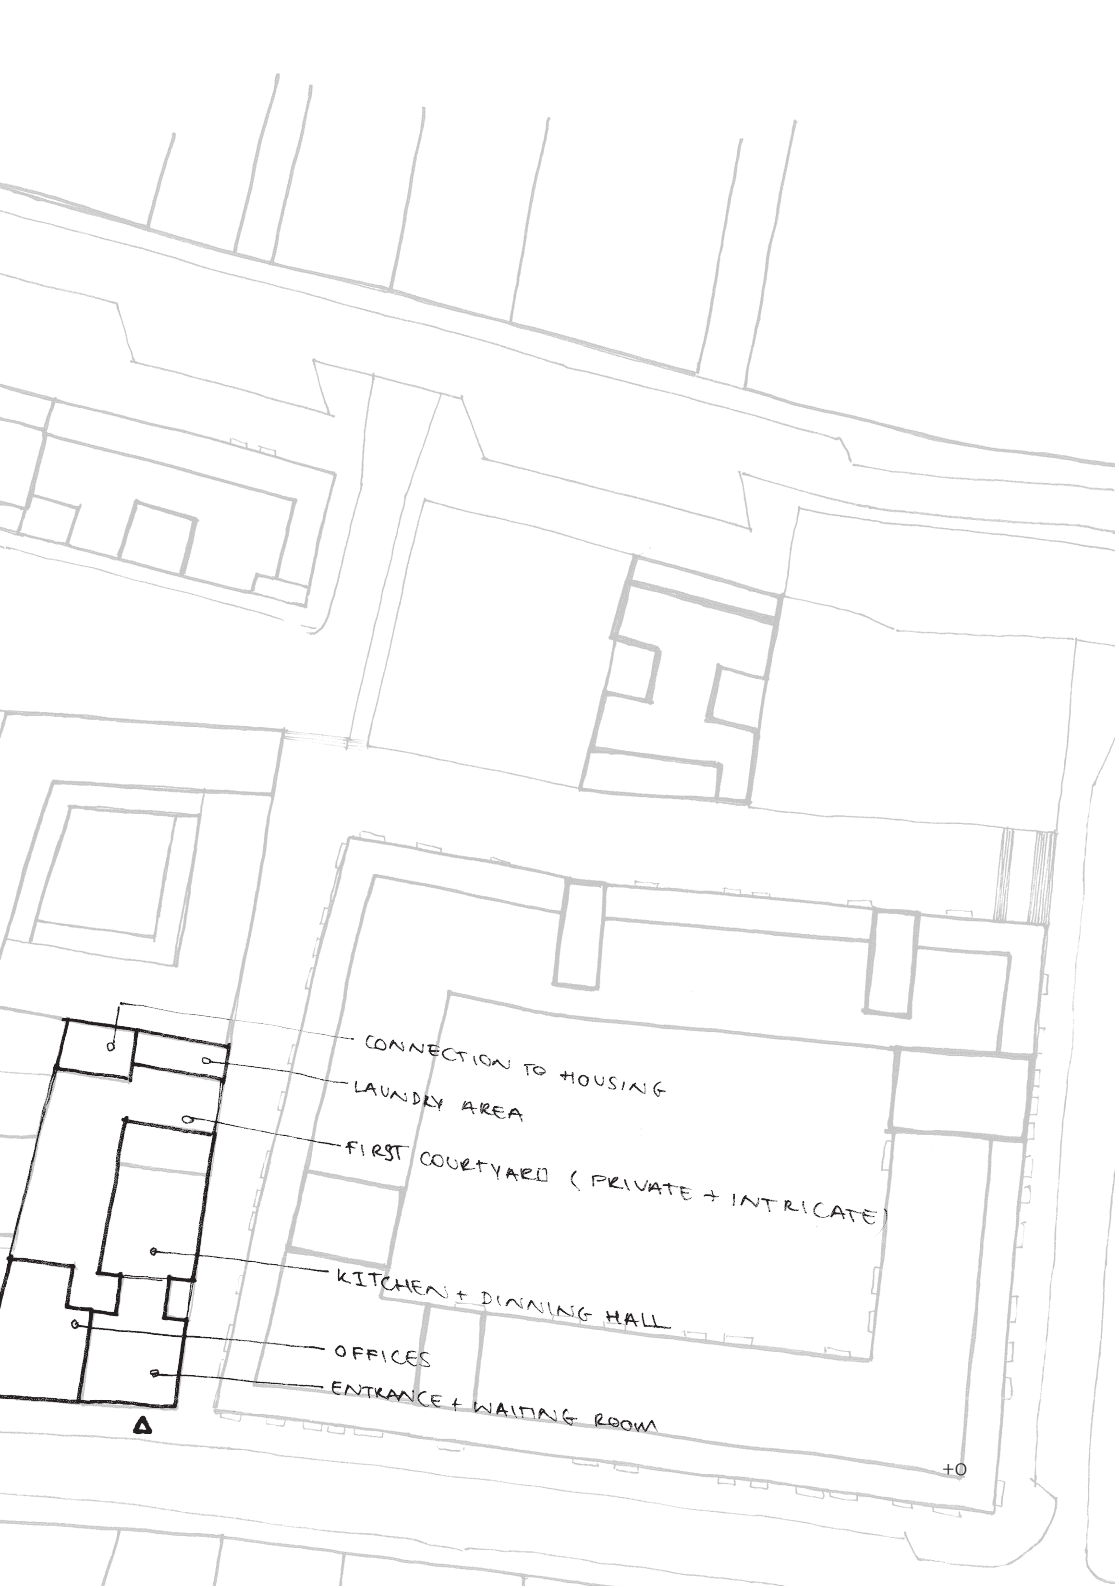 CONNECTION TO HOUSING
LAUNDRY AREA
FIRST COURTYARD ( PRIVATE + INTRICATE)
KITCHEN + DINNING HALL
OFFICES
ENTRANCE + WAITING ROOM
+0